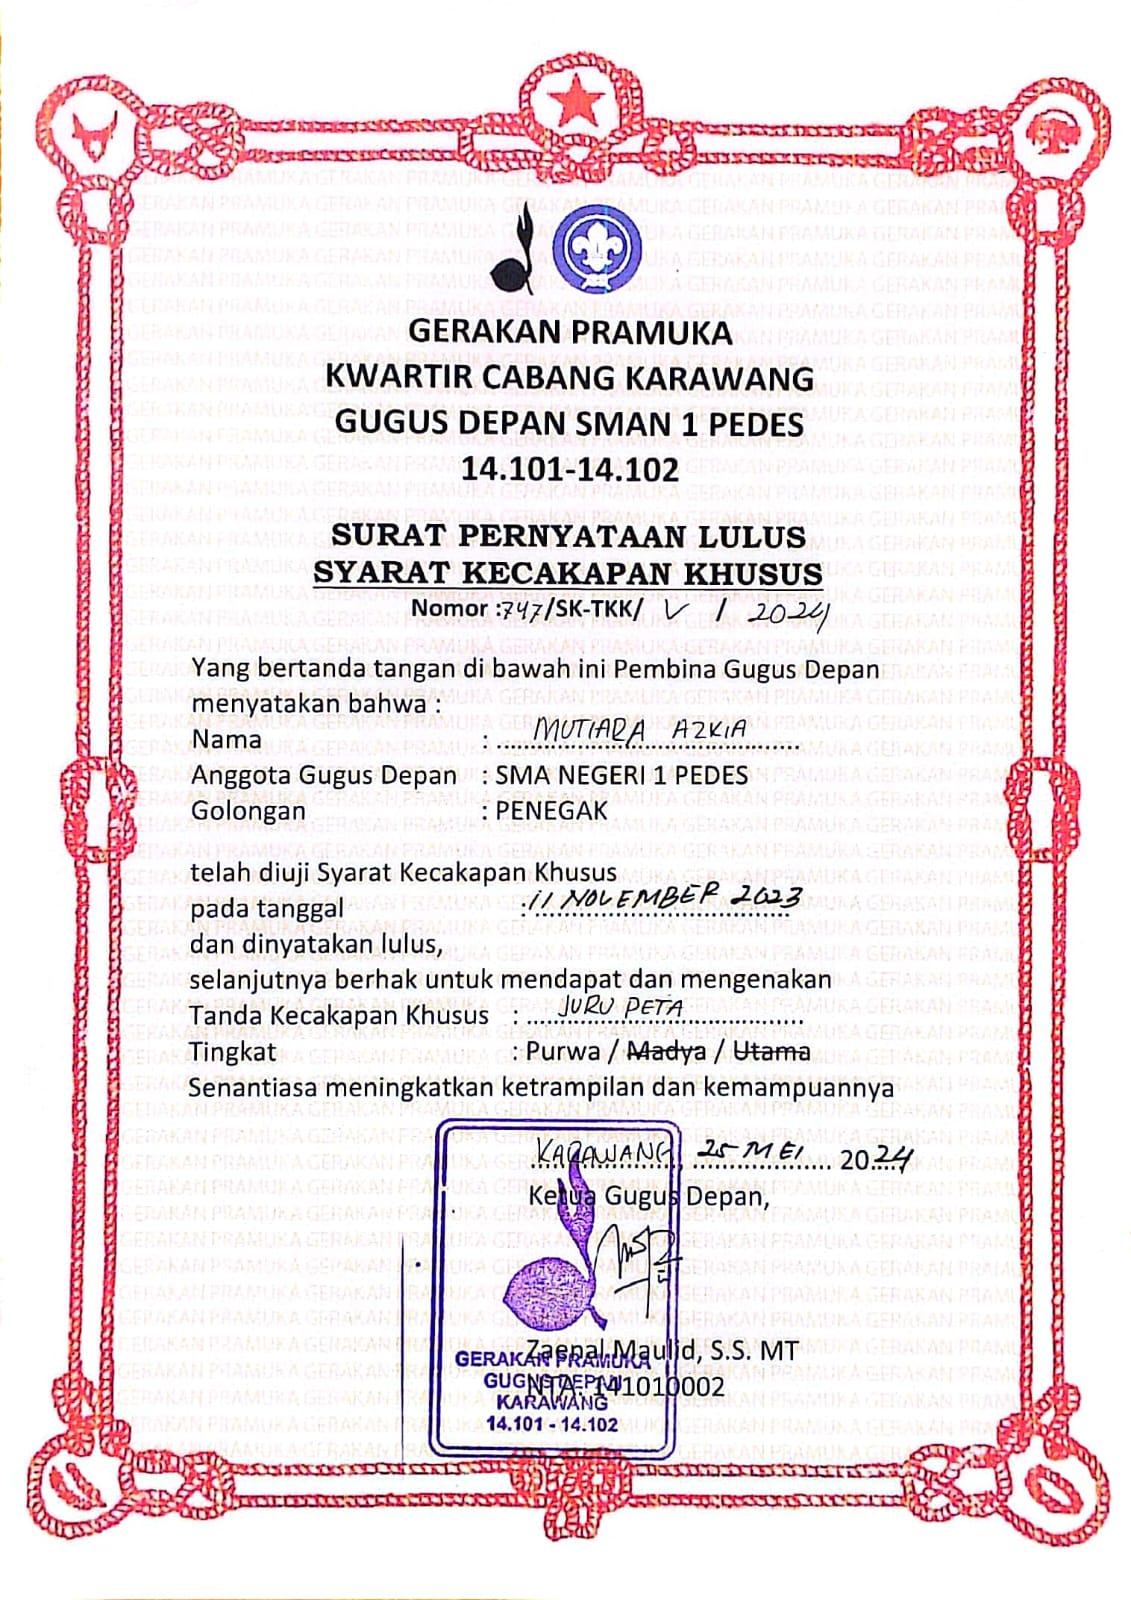 GERAKAN PRAMUKA
KWARTIR CABANG KARAWANG
GUGUS DEPAN SMAN 1 PEDES
14.101-14.102
SURAT PERNYATAAN LULUS
SYARAT KECAKAPAN KHUSUS
Nomor :747/SK-TKK/ V / 2024
Yang bertanda tangan di bawah ini Pembina Gugus Depan
menyatakan bahwa :
Nama : MUTIARA AZKIA
Anggota Gugus Depan : SMA NEGERI 1 PEDES
Golongan : PENEGAK
telah diuji Syarat Kecakapan Khusus
pada tanggal : 11 NOVEMBER 2023
dan dinyatakan lulus,
selanjutnya berhak untuk mendapat dan mengenakan
Tanda Kecakapan Khusus : JURU PETA
Tingkat : Purwa / Madya / Utama
Senantiasa meningkatkan ketrampilan dan kemampuannya
KARAWANG, 25 MEI 2024
Ketua Gugus Depan,
Zaenal Maulid, S.S. MT
NTA. 141010002
GERAKAN PRAMUKA
GUGUS DEPAN
KARAWANG
14.101 - 14.102